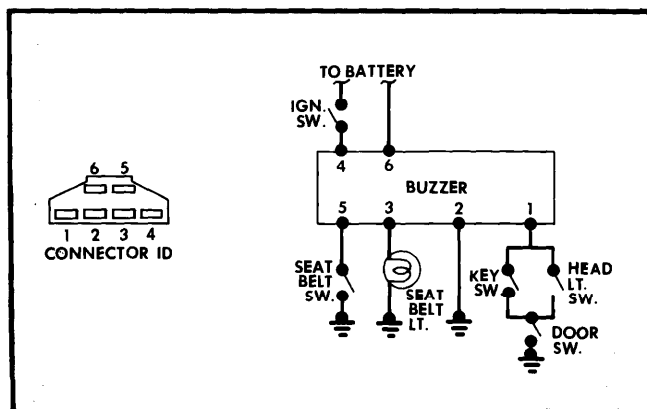 TO BATTERY
IGN.
SW.
4 6
BUZZER
5 3 2 1
SEAT
BELT
SW.
SEAT
BELT
LT.
KEY
SW
HEAD
LT.
SW.
DOOR
SW.
6 5
1 2 3 4
CONNECTOR ID